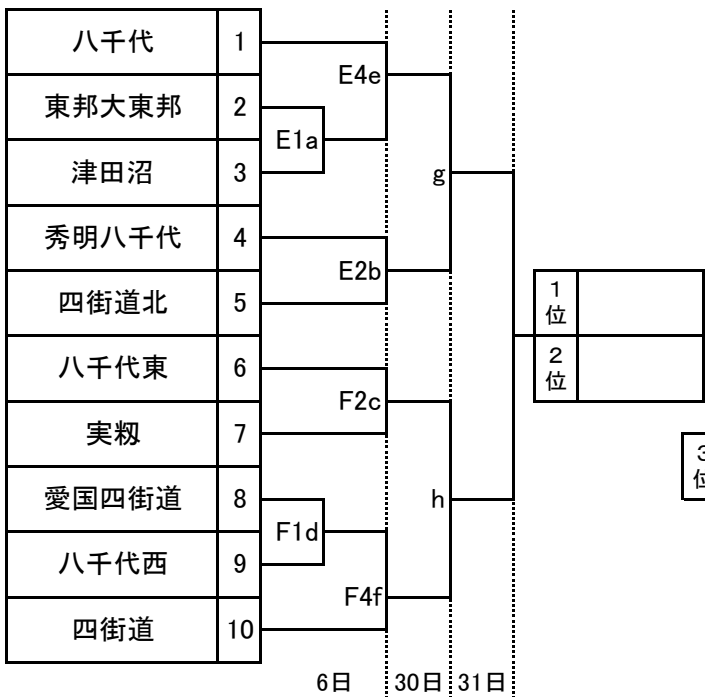 八千代 1
E4e
東邦大東邦 2
E1a
津田沼 3
g
秀明八千代 4
E2b
四街道北 5
1位
八千代東 6
2位
F2c
実籾 7
3位
愛国四街道 8
h
F1d
八千代西 9
F4f
四街道 10
6日 30日 31日